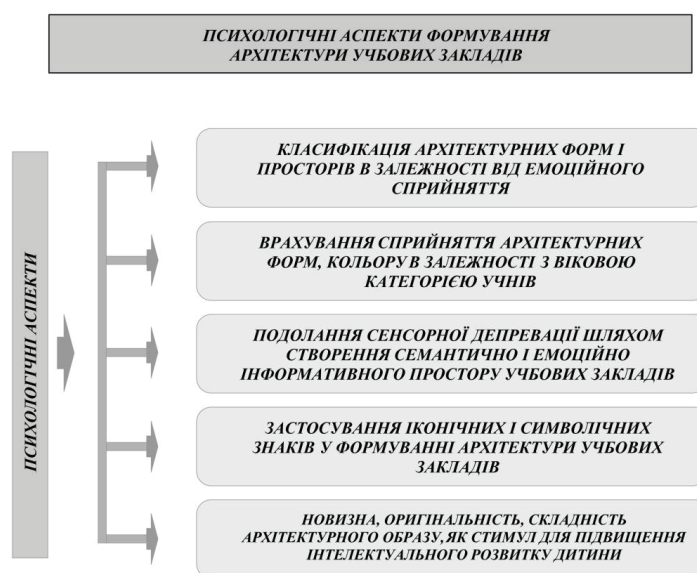 ПСИХОЛОГІЧНІ АСПЕКТИ ФОРМУВАННЯ
АРХІТЕКТУРИ УЧБОВИХ ЗАКЛАДІВ
ПСИХОЛОГІЧНІ АСПЕКТИ
КЛАСИФІКАЦІЯ АРХІТЕКТУРНИХ ФОРМ І
ПРОСТОРІВ В ЗАЛЕЖНОСТІ ВІД ЕМОЦІЙНОГО
СПРИЙНЯТТЯ
ВРАХУВАННЯ СПРИЙНЯТТЯ АРХІТЕКТУРНИХ
ФОРМ, КОЛЬОРУ В ЗАЛЕЖНОСТІ З ВІКОВОЮ
КАТЕГОРІЄЮ УЧНІВ
ПОДОЛАННЯ СЕНСОРНОЇ ДЕПРЕВАЦІЇ ШЛЯХОМ
СТВОРЕННЯ СЕМАНТИЧНО І ЕМОЦІЙНО
ІНФОРМАТИВНОГО ПРОСТОРУ УЧБОВИХ ЗАКЛАДІВ
ЗАСТОСУВАННЯ ІКОНІЧНИХ І СИМВОЛІЧНИХ
ЗНАКІВ У ФОРМУВАННІ АРХІТЕКТУРИ УЧБОВИХ
ЗАКЛАДІВ
НОВИЗНА, ОРИГІНАЛЬНІСТЬ, СКЛАДНІСТЬ
АРХІТЕКТУРНОГО ОБРАЗУ, ЯК СТИМУЛ ДЛЯ ПІДВИЩЕННЯ
ІНТЕЛЕКТУАЛЬНОГО РОЗВИТКУ ДИТИНИ